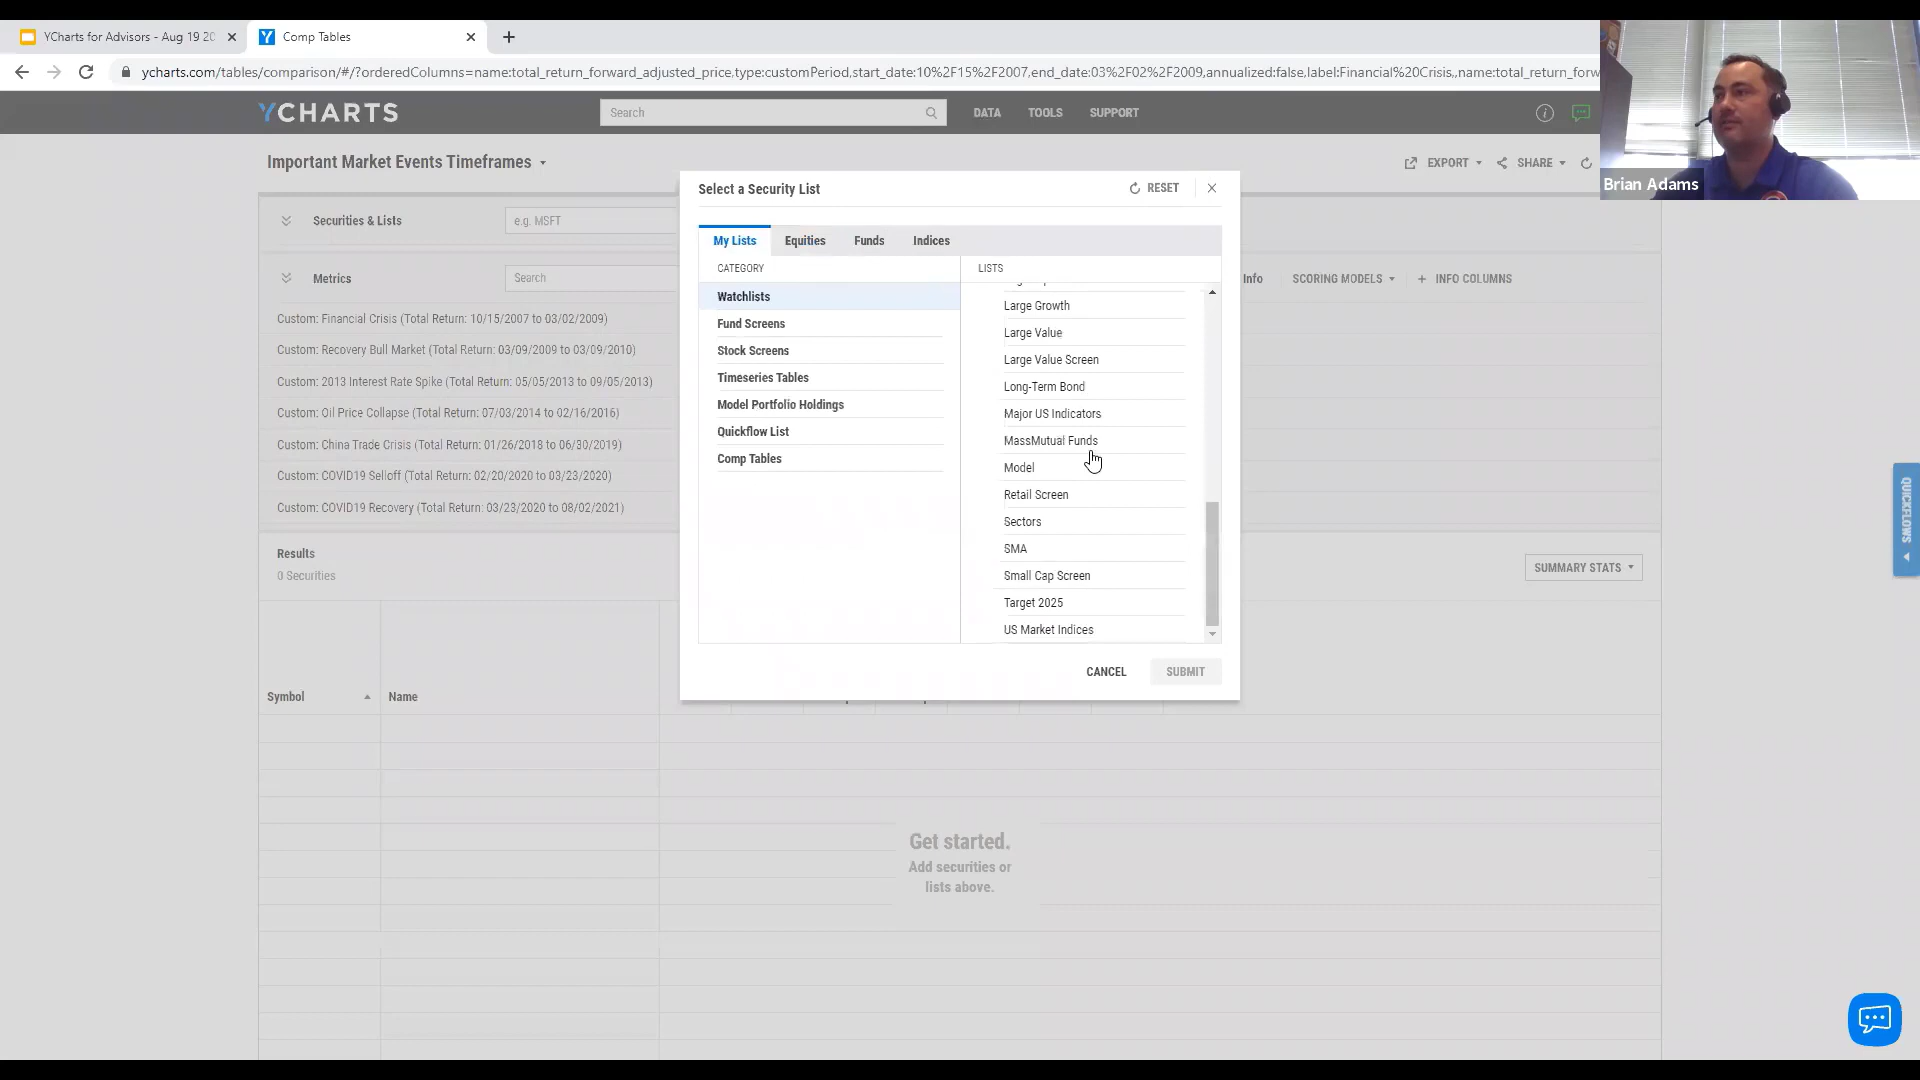 YCharts for Advisors - Aug 19 20
Comp Tables
ycharts.com/tables/comparison/#/?orderedColumns=name:total_return_forward_adjusted_price,type:customPeriod,start_date:10%2F15%2F2007,end_date:03%2F02%2F2009,annualized:false,label:Financial%20Crisis,,name:total_return_forw
YCHARTS
Search
DATA
TOOLS
SUPPORT
Brian Adams
Important Market Events Timeframes
EXPORT
SHARE
Securities & Lists
e.g. MSFT
Metrics
Search
Info
SCORING MODELS
+ INFO COLUMNS
Custom: Financial Crisis (Total Return: 10/15/2007 to 03/02/2009)
Custom: Recovery Bull Market (Total Return: 03/09/2009 to 03/09/2010)
Custom: 2013 Interest Rate Spike (Total Return: 05/05/2013 to 09/05/2013)
Custom: Oil Price Collapse (Total Return: 07/03/2014 to 02/16/2016)
Custom: China Trade Crisis (Total Return: 01/26/2018 to 06/30/2019)
Custom: COVID19 Selloff (Total Return: 02/20/2020 to 03/23/2020)
Custom: COVID19 Recovery (Total Return: 03/23/2020 to 08/02/2021)
Select a Security List
RESET
My Lists
Equities
Funds
Indices
CATEGORY
LISTS
Watchlists
Fund Screens
Stock Screens
Timeseries Tables
Model Portfolio Holdings
Quickflow List
Comp Tables
Large Growth
Large Value
Large Value Screen
Long-Term Bond
Major US Indicators
MassMutual Funds
Model
Retail Screen
Sectors
SMA
Small Cap Screen
Target 2025
US Market Indices
CANCEL
SUBMIT
QUICKFLOWS
Results
0 Securities
SUMMARY STATS
Symbol
Name
Get started.
Add securities or
lists above.